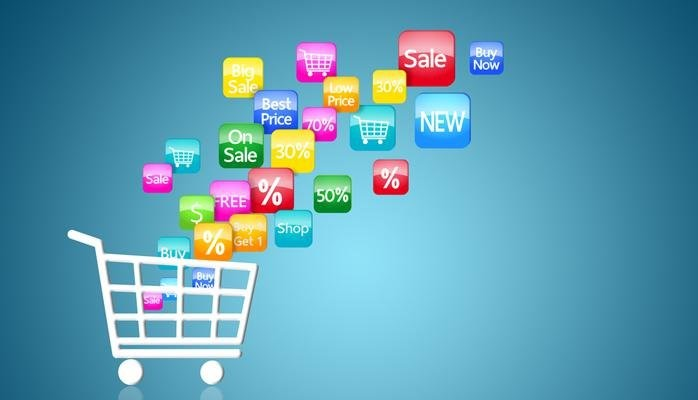 Sale
Buy
Now
Big
Sale
30%
Low
Price
Best
Price
NEW
70%
On
Sale
30%
Sale
%
%
50%
FREE
$
Buy
Get 1
Shop
%
Buy
Buy
Now
Sale